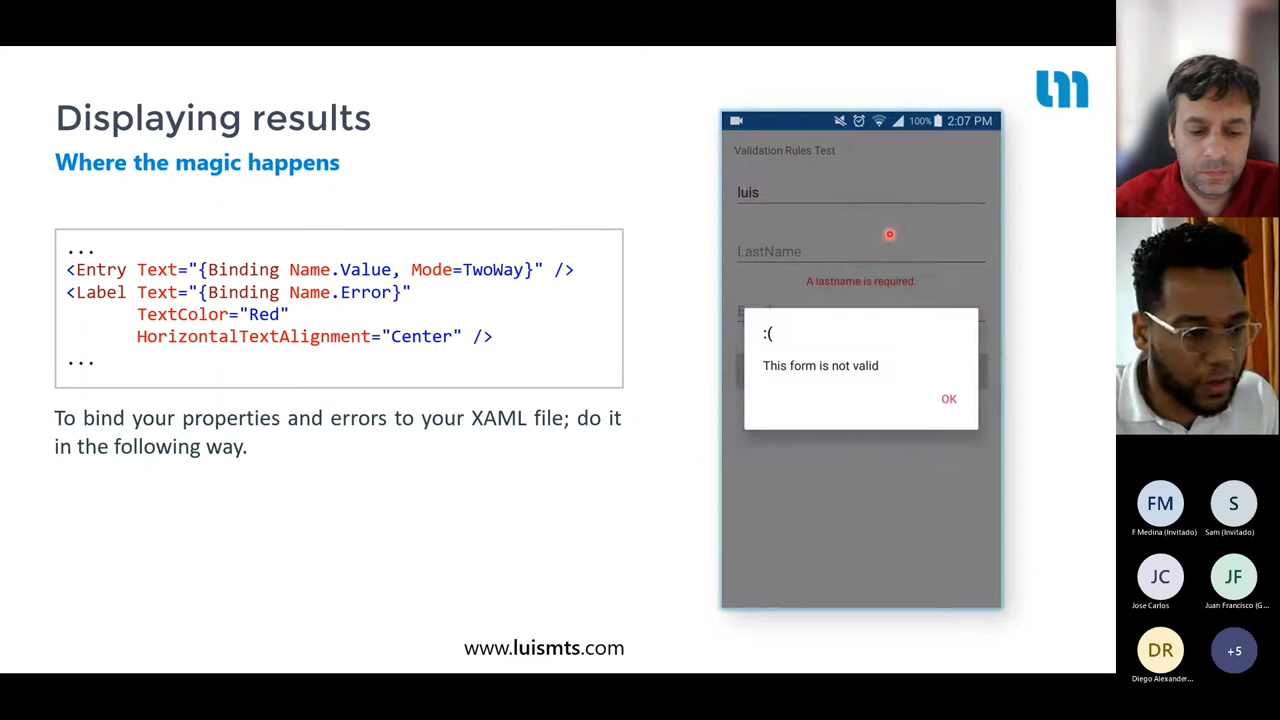 Displaying results
Where the magic happens
...
<Entry Text="{Binding Name.Value, Mode=TwoWay}" />
<Label Text="{Binding Name.Error}"
TextColor="Red"
HorizontalTextAlignment="Center" />
...
To bind your properties and errors to your XAML file; do it
in the following way.
www.luismts.com
100% 2:07 PM
Validation Rules Test
luis
LastName
A lastname is required.
:(
This form is not valid
OK
FM
S
F Medina (Invitado)
Sam (Invitado)
JC
JF
Jose Carlos
Juan Francisco (G...
DR
+5
Diego Alexander...